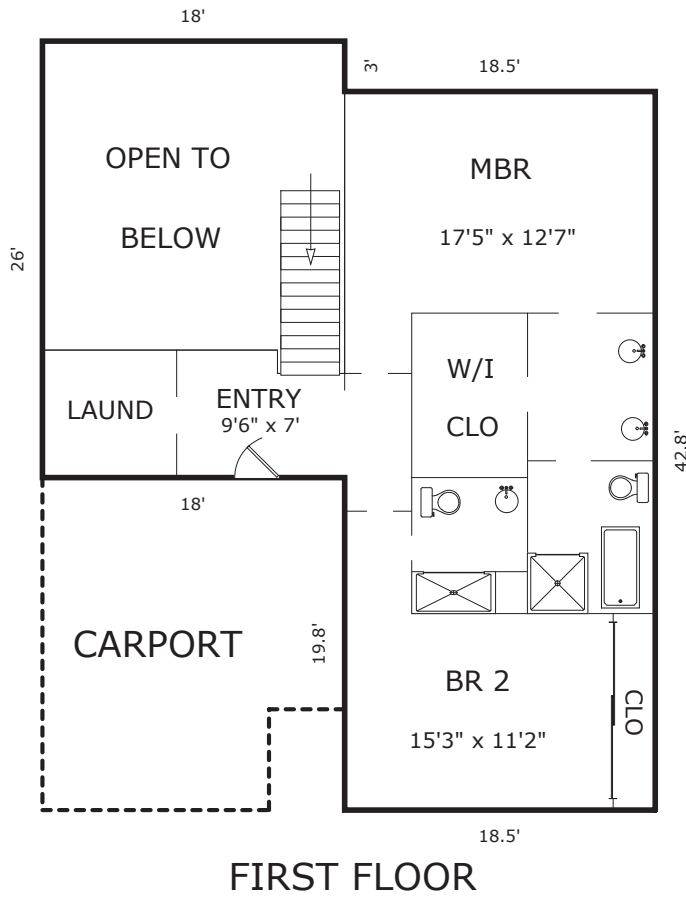 18'
3'
18.5'
OPEN TO
BELOW
MBR
17'5" x 12'7"
26'
W/I
CLO
LAUND
ENTRY
9'6" x 7'
42.8'
18'
CARPORT
19.8'
BR 2
15'3" x 11'2"
CLO
18.5'
FIRST FLOOR